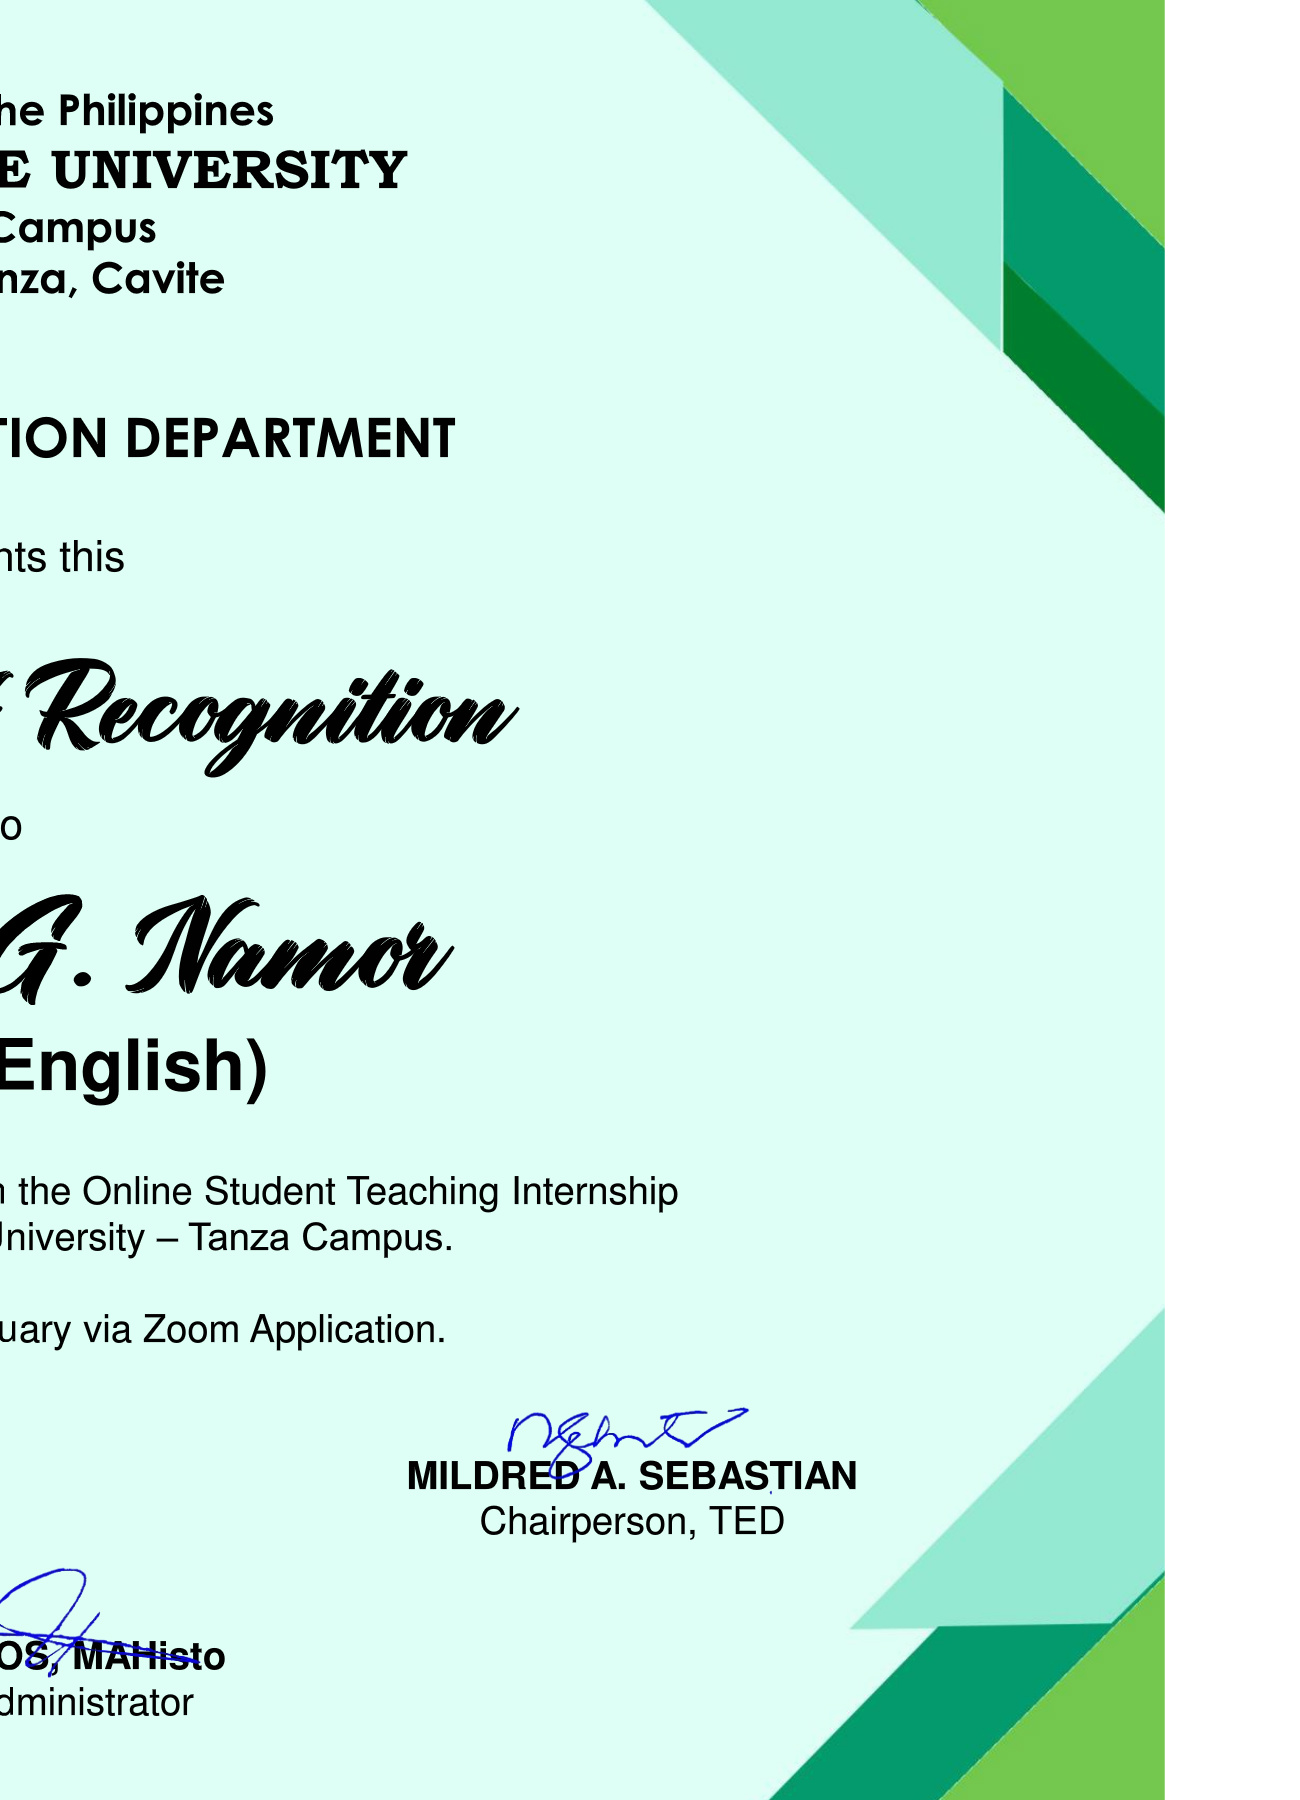 he Philippines
E UNIVERSITY
Campus
nza, Cavite
TION DEPARTMENT
nts this
Recognition
o
G. Namor
English)
n the Online Student Teaching Internship
University – Tanza Campus.
uary via Zoom Application.
MILDRED A. SEBASTIAN
Chairperson, TED
OS, MAHisto
dministrator